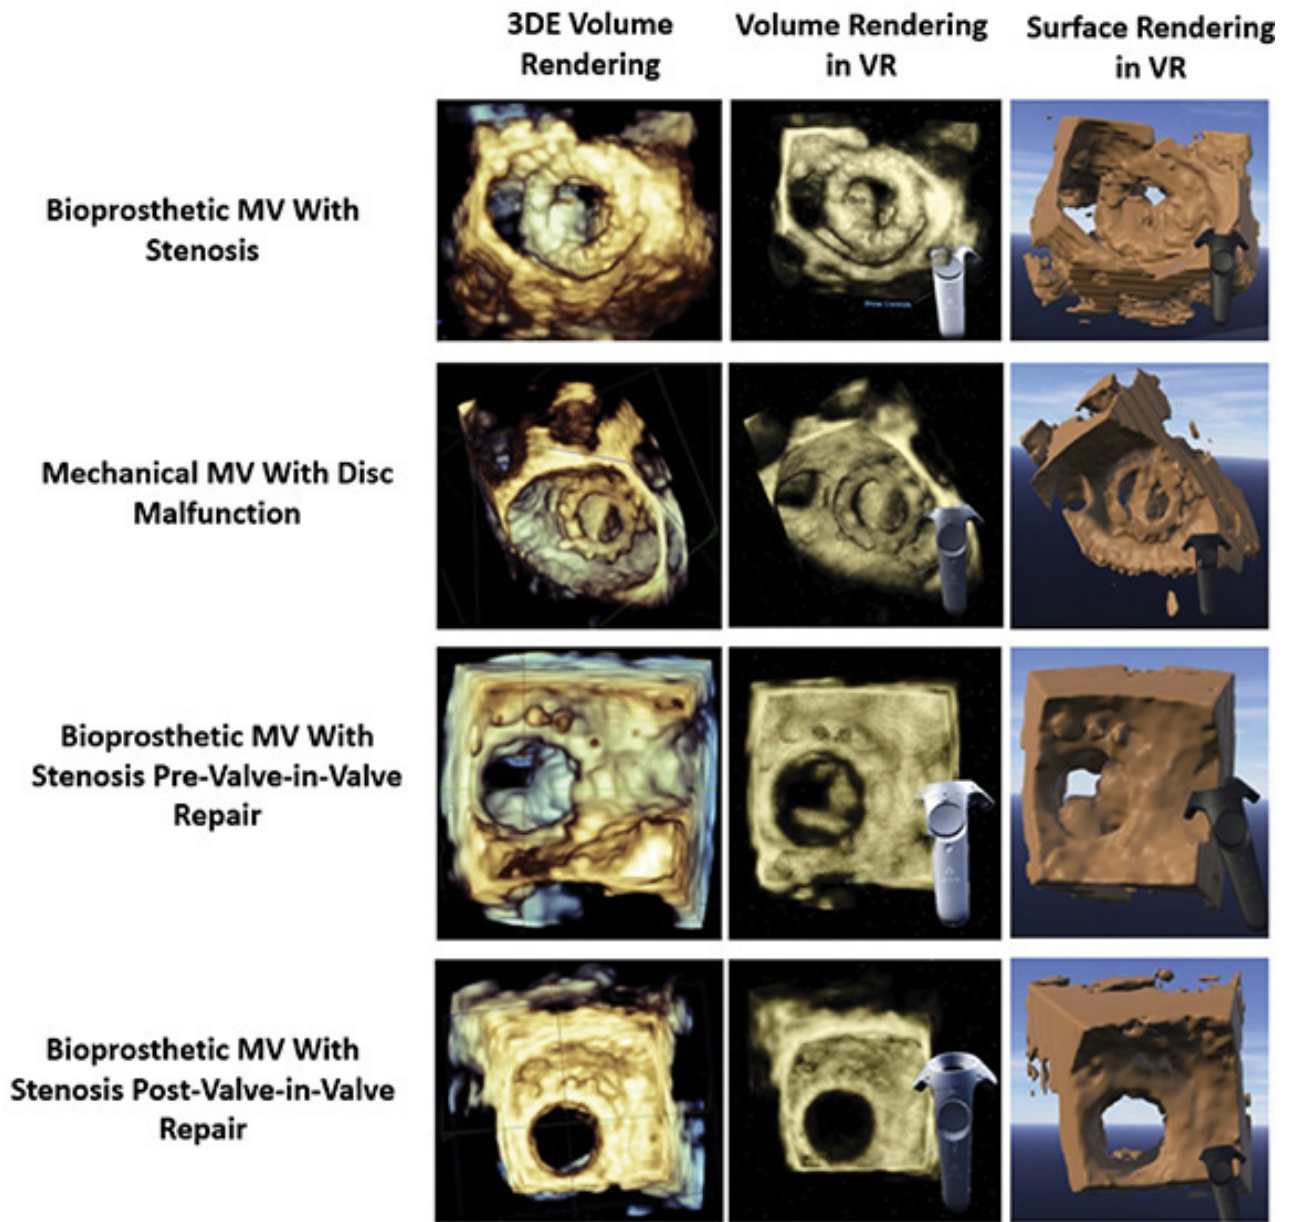 3DE Volume
Rendering
Volume Rendering
in VR
Surface Rendering
in VR
Bioprosthetic MV With
Stenosis
Show Controls
Mechanical MV With Disc
Malfunction
Bioprosthetic MV With
Stenosis Pre-Valve-in-Valve
Repair
Bioprosthetic MV With
Stenosis Post-Valve-in-Valve
Repair